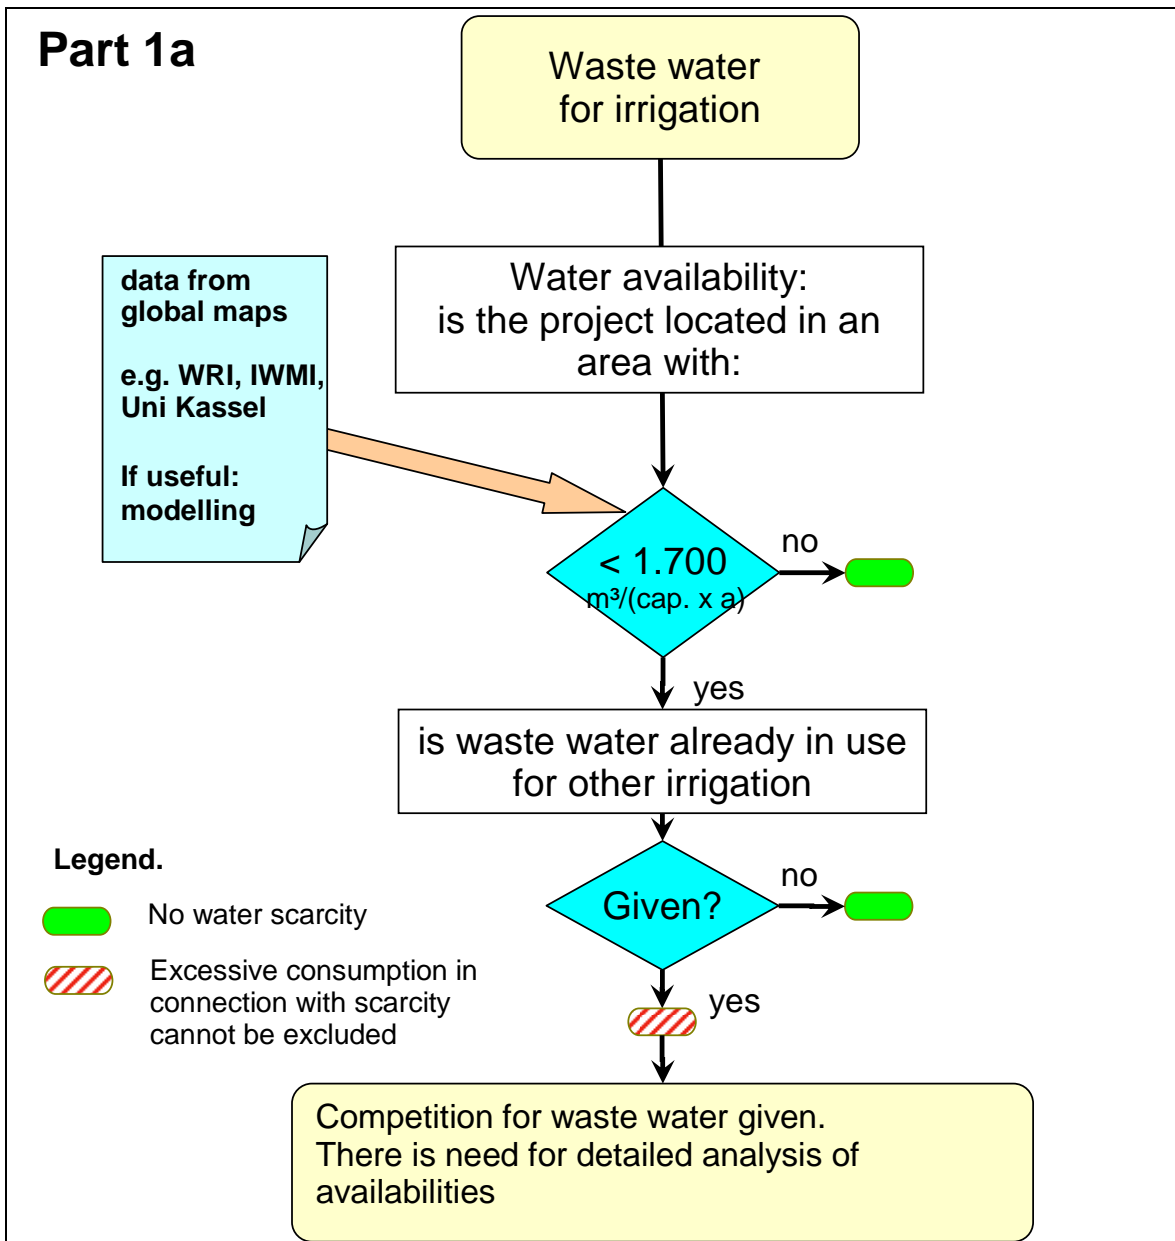 Part 1a
Waste water
for irrigation
data from
global maps
e.g. WRI, IWMI,
Uni Kassel
If useful:
modelling
Water availability:
is the project located in an
area with:
< 1.700
m³/(cap. x a)
no
yes
is waste water already in use
for other irrigation
Given?
no
yes
Legend.
No water scarcity
Excessive consumption in
connection with scarcity
cannot be excluded
Competition for waste water given.
There is need for detailed analysis of
availabilities